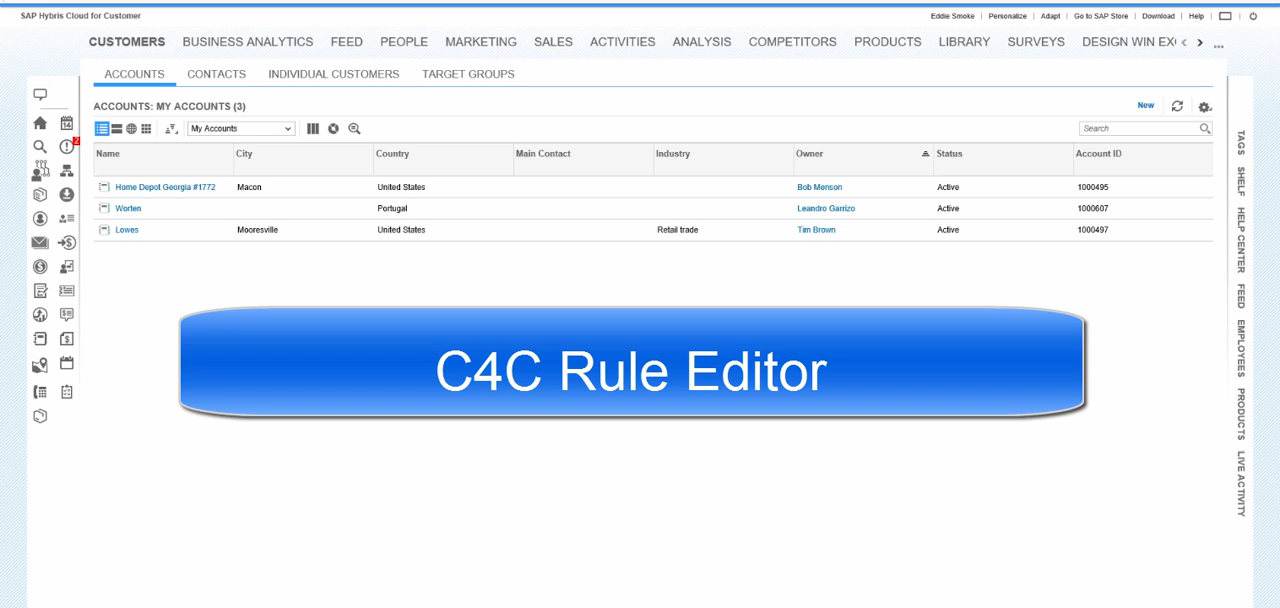 SAP Hybris Cloud for Customer
Eddie Smoke | Personalize | Adapt | Go to SAP Store | Download | Help
CUSTOMERS BUSINESS ANALYTICS FEED PEOPLE MARKETING SALES ACTIVITIES ANALYSIS COMPETITORS PRODUCTS LIBRARY SURVEYS DESIGN WIN EX
ACCOUNTS CONTACTS INDIVIDUAL CUSTOMERS TARGET GROUPS
ACCOUNTS: MY ACCOUNTS (3)
New
My Accounts
Search
Name City Country Main Contact Industry Owner Status Account ID
Home Depot Georgia #1772 Macon United States Bob Menson Active 1000495
Worten Portugal Leandro Garrizo Active 1000607
Lowes Mooresville United States Retail trade Tim Brown Active 1000497
C4C Rule Editor
14
2
TAGS
SHELF
HELP CENTER
FEED
EMPLOYEES
PRODUCTS
LIVE ACTIVITY